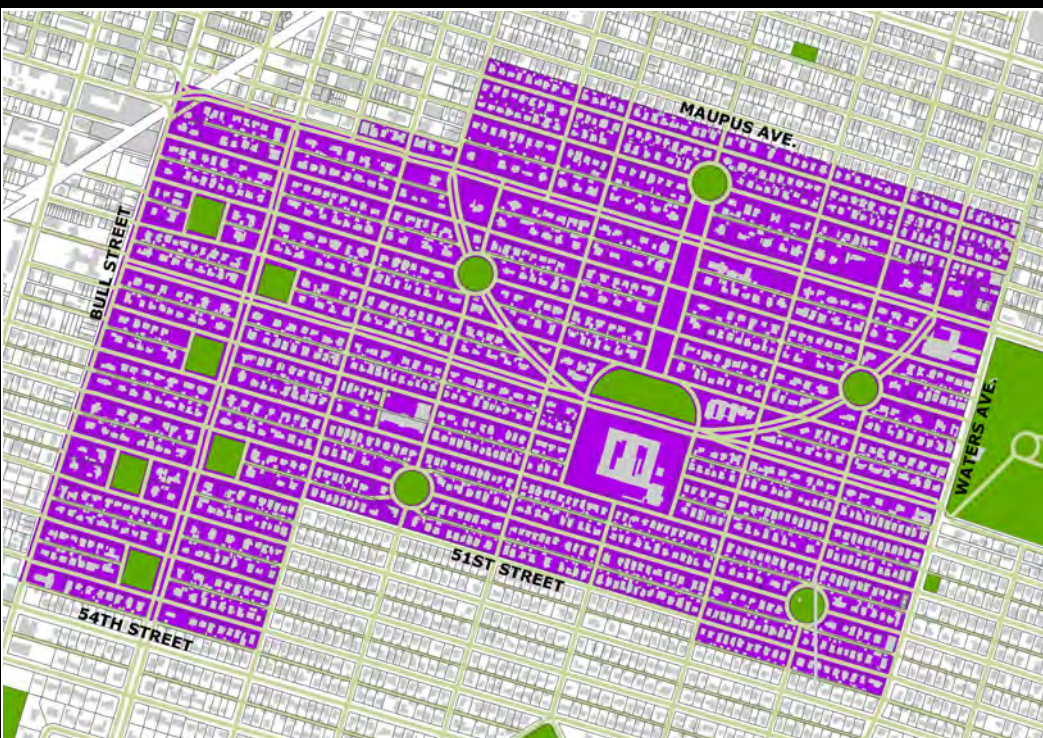 MAUPUS AVE.
BULL STREET
WATERS AVE.
51ST STREET
54TH STREET